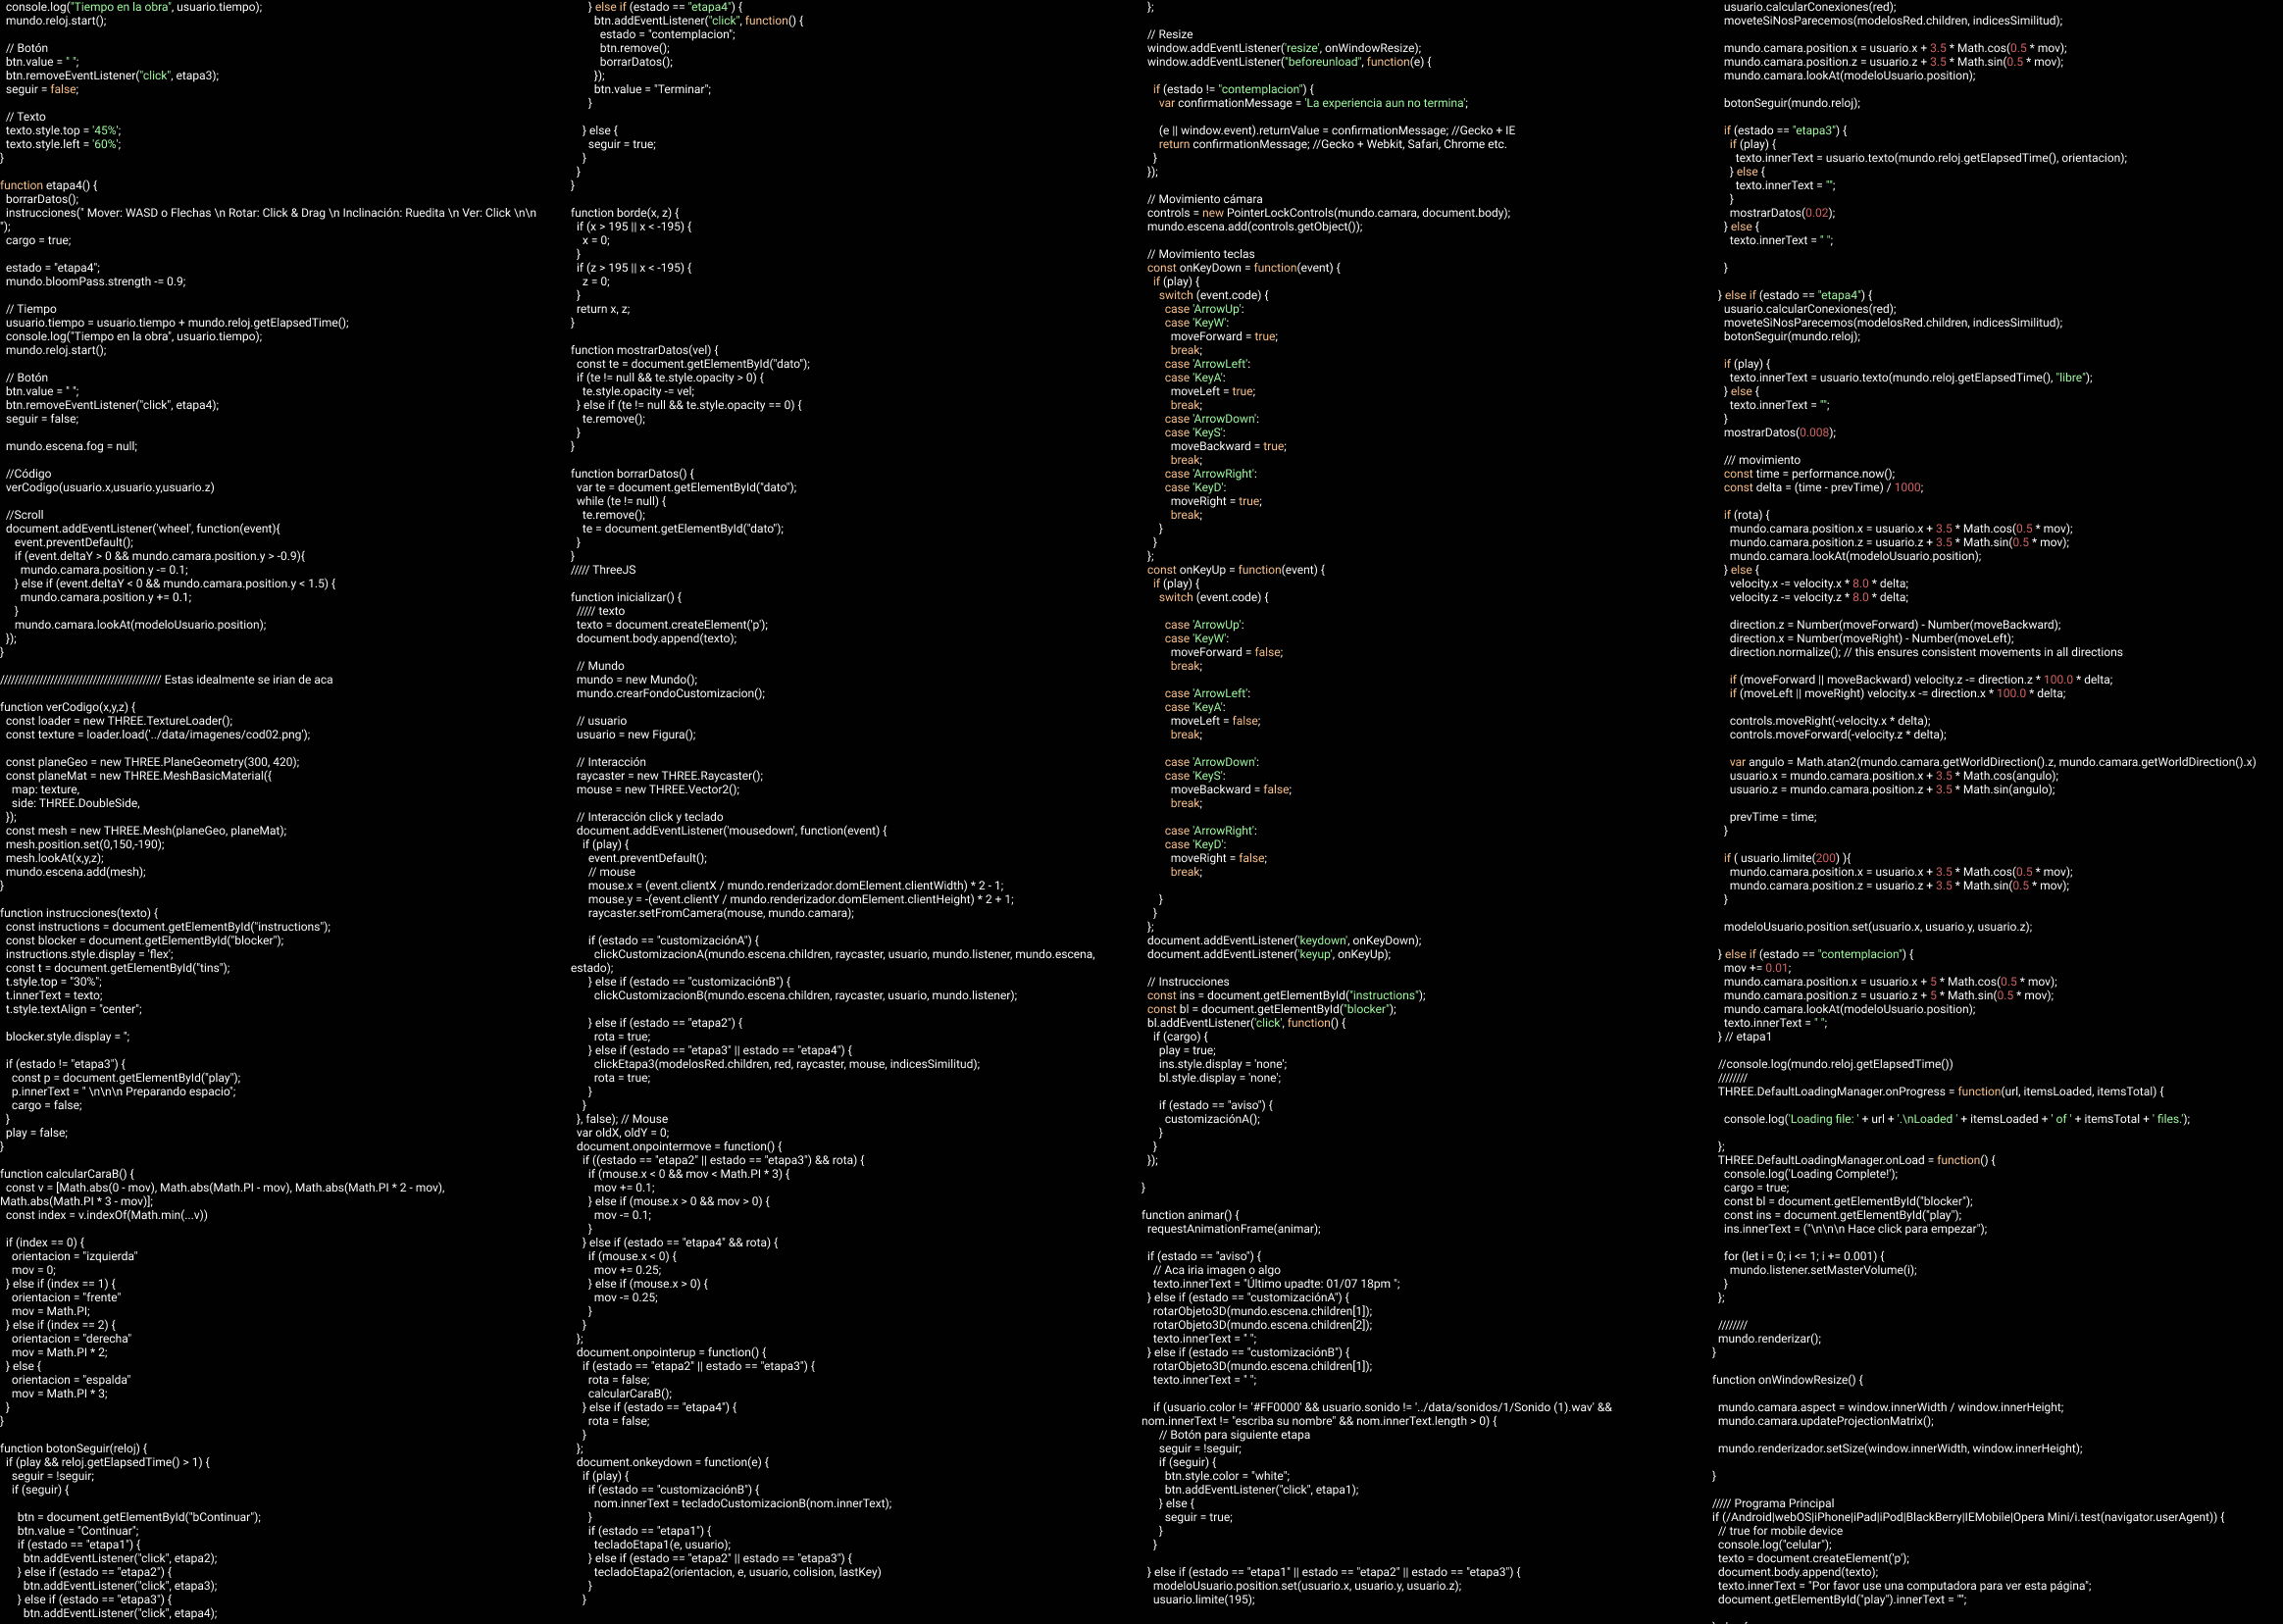 console.log("Tiempo en la obra", usuario.tiempo);
mundo.reloj.start();
// Botón
btn.value = " ";
btn.removeEventListener("click", etapa3);
seguir = false;
// Texto
texto.style.top = '45%';
texto.style.left = '60%';
}
function etapa4() {
borrarDatos();
instrucciones(" Mover: WASD o Flechas \n Rotar: Click & Drag \n Inclinación: Ruedita \n Ver: Click \n\n
");
cargo = true;
estado = "etapa4";
mundo.bloomPass.strength -= 0.9;
// Tiempo
usuario.tiempo = usuario.tiempo + mundo.reloj.getElapsedTime();
console.log("Tiempo en la obra", usuario.tiempo);
mundo.reloj.start();
// Botón
btn.value = " ";
btn.removeEventListener("click", etapa4);
seguir = false;
mundo.escena.fog = null;
//Código
verCodigo(usuario.x,usuario.y,usuario.z)
//Scroll
document.addEventListener('wheel', function(event){
event.preventDefault();
if (event.deltaY > 0 && mundo.camara.position.y > -0.9){
mundo.camara.position.y -= 0.1;
} else if (event.deltaY < 0 && mundo.camara.position.y < 1.5) {
mundo.camara.position.y += 0.1;
}
mundo.camara.lookAt(modeloUsuario.position);
});
}
///////////////////////////////////////////// Estas idealmente se irian de aca
function verCodigo(x,y,z) {
const loader = new THREE.TextureLoader();
const texture = loader.load('../data/imagenes/cod02.png');
const planeGeo = new THREE.PlaneGeometry(300, 420);
const planeMat = new THREE.MeshBasicMaterial({
map: texture,
side: THREE.DoubleSide,
});
const mesh = new THREE.Mesh(planeGeo, planeMat);
mesh.position.set(0,150,-190);
mesh.lookAt(x,y,z);
mundo.escena.add(mesh);
}
function instrucciones(texto) {
const instructions = document.getElementById("instructions");
const blocker = document.getElementById("blocker");
instructions.style.display = 'flex';
const t = document.getElementById("tins");
t.style.top = "30%";
t.innerText = texto;
t.style.textAlign = "center";
blocker.style.display = '';
if (estado != "etapa3") {
const p = document.getElementById("play");
p.innerText = " \n\n\n Preparando espacio";
cargo = false;
}
play = false;
}
function calcularCaraB() {
const v = [Math.abs(0 - mov), Math.abs(Math.PI - mov), Math.abs(Math.PI * 2 - mov),
Math.abs(Math.PI * 3 - mov)];
const index = v.indexOf(Math.min(...v))
if (index == 0) {
orientacion = "izquierda"
mov = 0;
} else if (index == 1) {
orientacion = "frente"
mov = Math.PI;
} else if (index == 2) {
orientacion = "derecha"
mov = Math.PI * 2;
} else {
orientacion = "espalda"
mov = Math.PI * 3;
}
}
function botonSeguir(reloj) {
if (play && reloj.getElapsedTime() > 1) {
seguir = !seguir;
if (seguir) {
btn = document.getElementById("bContinuar");
btn.value = "Continuar";
if (estado == "etapa1") {
btn.addEventListener("click", etapa2);
} else if (estado == "etapa2") {
btn.addEventListener("click", etapa3);
} else if (estado == "etapa3") {
btn.addEventListener("click", etapa4);
} else if (estado == "etapa4") {
btn.addEventListener("click", function() {
estado = "contemplacion";
btn.remove();
borrarDatos();
});
btn.value = "Terminar";
}
} else {
seguir = true;
}
}
}
function borde(x, z) {
if (x > 195 || x < -195) {
x = 0;
}
if (z > 195 || x < -195) {
z = 0;
}
return x, z;
}
function mostrarDatos(vel) {
const te = document.getElementById("dato");
if (te != null && te.style.opacity > 0) {
te.style.opacity -= vel;
} else if (te != null && te.style.opacity == 0) {
te.remove();
}
}
function borrarDatos() {
var te = document.getElementById("dato");
while (te != null) {
te.remove();
te = document.getElementById("dato");
}
}
///// ThreeJS
function inicializar() {
///// texto
texto = document.createElement('p');
document.body.append(texto);
// Mundo
mundo = new Mundo();
mundo.crearFondoCustomizacion();
// usuario
usuario = new Figura();
// Interacción
raycaster = new THREE.Raycaster();
mouse = new THREE.Vector2();
// Interacción click y teclado
document.addEventListener('mousedown', function(event) {
if (play) {
event.preventDefault();
// mouse
mouse.x = (event.clientX / mundo.renderizador.domElement.clientWidth) * 2 - 1;
mouse.y = -(event.clientY / mundo.renderizador.domElement.clientHeight) * 2 + 1;
raycaster.setFromCamera(mouse, mundo.camara);
if (estado == "customizaciónA") {
clickCustomizacionA(mundo.escena.children, raycaster, usuario, mundo.listener, mundo.escena,
estado);
} else if (estado == "customizaciónB") {
clickCustomizacionB(mundo.escena.children, raycaster, usuario, mundo.listener);
} else if (estado == "etapa2") {
rota = true;
} else if (estado == "etapa3" || estado == "etapa4") {
clickEtapa3(modelosRed.children, red, raycaster, mouse, indicesSimilitud);
rota = true;
}
}
}, false); // Mouse
var oldX, oldY = 0;
document.onpointermove = function() {
if ((estado == "etapa2" || estado == "etapa3") && rota) {
if (mouse.x < 0 && mov < Math.PI * 3) {
mov += 0.1;
} else if (mouse.x > 0 && mov > 0) {
mov -= 0.1;
}
} else if (estado == "etapa4" && rota) {
if (mouse.x < 0) {
mov += 0.25;
} else if (mouse.x > 0) {
mov -= 0.25;
}
}
};
document.onpointerup = function() {
if (estado == "etapa2" || estado == "etapa3") {
rota = false;
calcularCaraB();
} else if (estado == "etapa4") {
rota = false;
}
};
document.onkeydown = function(e) {
if (play) {
if (estado == "customizaciónB") {
nom.innerText = tecladoCustomizacionB(nom.innerText);
}
if (estado == "etapa1") {
tecladoEtapa1(e, usuario);
} else if (estado == "etapa2" || estado == "etapa3") {
tecladoEtapa2(orientacion, e, usuario, colision, lastKey)
}
}
};
// Resize
window.addEventListener('resize', onWindowResize);
window.addEventListener("beforeunload", function(e) {
if (estado != "contemplacion") {
var confirmationMessage = 'La experiencia aun no termina';
(e || window.event).returnValue = confirmationMessage; //Gecko + IE
return confirmationMessage; //Gecko + Webkit, Safari, Chrome etc.
}
});
// Movimiento cámara
controls = new PointerLockControls(mundo.camara, document.body);
mundo.escena.add(controls.getObject());
// Movimiento teclas
const onKeyDown = function(event) {
if (play) {
switch (event.code) {
case 'ArrowUp':
case 'KeyW':
moveForward = true;
break;
case 'ArrowLeft':
case 'KeyA':
moveLeft = true;
break;
case 'ArrowDown':
case 'KeyS':
moveBackward = true;
break;
case 'ArrowRight':
case 'KeyD':
moveRight = true;
break;
}
}
};
const onKeyUp = function(event) {
if (play) {
switch (event.code) {
case 'ArrowUp':
case 'KeyW':
moveForward = false;
break;
case 'ArrowLeft':
case 'KeyA':
moveLeft = false;
break;
case 'ArrowDown':
case 'KeyS':
moveBackward = false;
break;
case 'ArrowRight':
case 'KeyD':
moveRight = false;
break;
}
}
};
document.addEventListener('keydown', onKeyDown);
document.addEventListener('keyup', onKeyUp);
// Instrucciones
const ins = document.getElementById("instructions");
const bl = document.getElementById("blocker");
bl.addEventListener('click', function() {
if (cargo) {
play = true;
ins.style.display = 'none';
bl.style.display = 'none';
if (estado == "aviso") {
customizaciónA();
}
}
});
}
function animar() {
requestAnimationFrame(animar);
if (estado == "aviso") {
// Aca iria imagen o algo
texto.innerText = "Último upadte: 01/07 18pm ";
} else if (estado == "customizaciónA") {
rotarObjeto3D(mundo.escena.children[1]);
rotarObjeto3D(mundo.escena.children[2]);
texto.innerText = " ";
} else if (estado == "customizaciónB") {
rotarObjeto3D(mundo.escena.children[1]);
texto.innerText = " ";
if (usuario.color != '#FF0000' && usuario.sonido != '../data/sonidos/1/Sonido (1).wav' &&
nom.innerText != "escriba su nombre" && nom.innerText.length > 0) {
// Botón para siguiente etapa
seguir = !seguir;
if (seguir) {
btn.style.color = "white";
btn.addEventListener("click", etapa1);
} else {
seguir = true;
}
}
} else if (estado == "etapa1" || estado == "etapa2" || estado == "etapa3") {
modeloUsuario.position.set(usuario.x, usuario.y, usuario.z);
usuario.limite(195);
usuario.calcularConexiones(red);
moveteSiNosParecemos(modelosRed.children, indicesSimilitud);
mundo.camara.position.x = usuario.x + 3.5 * Math.cos(0.5 * mov);
mundo.camara.position.z = usuario.z + 3.5 * Math.sin(0.5 * mov);
mundo.camara.lookAt(modeloUsuario.position);
botonSeguir(mundo.reloj);
if (estado == "etapa3") {
if (play) {
texto.innerText = usuario.texto(mundo.reloj.getElapsedTime(), orientacion);
} else {
texto.innerText = "";
}
mostrarDatos(0.02);
} else {
texto.innerText = " ";
}
} else if (estado == "etapa4") {
usuario.calcularConexiones(red);
moveteSiNosParecemos(modelosRed.children, indicesSimilitud);
botonSeguir(mundo.reloj);
if (play) {
texto.innerText = usuario.texto(mundo.reloj.getElapsedTime(), "libre");
} else {
texto.innerText = "";
}
mostrarDatos(0.008);
/// movimiento
const time = performance.now();
const delta = (time - prevTime) / 1000;
if (rota) {
mundo.camara.position.x = usuario.x + 3.5 * Math.cos(0.5 * mov);
mundo.camara.position.z = usuario.z + 3.5 * Math.sin(0.5 * mov);
mundo.camara.lookAt(modeloUsuario.position);
} else {
velocity.x -= velocity.x * 8.0 * delta;
velocity.z -= velocity.z * 8.0 * delta;
direction.z = Number(moveForward) - Number(moveBackward);
direction.x = Number(moveRight) - Number(moveLeft);
direction.normalize(); // this ensures consistent movements in all directions
if (moveForward || moveBackward) velocity.z -= direction.z * 100.0 * delta;
if (moveLeft || moveRight) velocity.x -= direction.x * 100.0 * delta;
controls.moveRight(-velocity.x * delta);
controls.moveForward(-velocity.z * delta);
var angulo = Math.atan2(mundo.camara.getWorldDirection().z, mundo.camara.getWorldDirection().x)
usuario.x = mundo.camara.position.x + 3.5 * Math.cos(angulo);
usuario.z = mundo.camara.position.z + 3.5 * Math.sin(angulo);
prevTime = time;
}
if ( usuario.limite(200) ){
mundo.camara.position.x = usuario.x + 3.5 * Math.cos(0.5 * mov);
mundo.camara.position.z = usuario.z + 3.5 * Math.sin(0.5 * mov);
}
modeloUsuario.position.set(usuario.x, usuario.y, usuario.z);
} else if (estado == "contemplacion") {
mov += 0.01;
mundo.camara.position.x = usuario.x + 5 * Math.cos(0.5 * mov);
mundo.camara.position.z = usuario.z + 5 * Math.sin(0.5 * mov);
mundo.camara.lookAt(modeloUsuario.position);
texto.innerText = " ";
} // etapa1
//console.log(mundo.reloj.getElapsedTime())
////////
THREE.DefaultLoadingManager.onProgress = function(url, itemsLoaded, itemsTotal) {
console.log('Loading file: ' + url + '.\nLoaded ' + itemsLoaded + ' of ' + itemsTotal + ' files.');
};
THREE.DefaultLoadingManager.onLoad = function() {
console.log('Loading Complete!');
cargo = true;
const bl = document.getElementById("blocker");
const ins = document.getElementById("play");
ins.innerText = ("\n\n\n Hace click para empezar");
for (let i = 0; i <= 1; i += 0.001) {
mundo.listener.setMasterVolume(i);
}
};
////////
mundo.renderizar();
}
function onWindowResize() {
mundo.camara.aspect = window.innerWidth / window.innerHeight;
mundo.camara.updateProjectionMatrix();
mundo.renderizador.setSize(window.innerWidth, window.innerHeight);
}
///// Programa Principal
if (/Android|webOS|iPhone|iPad|iPod|BlackBerry|IEMobile|Opera Mini/i.test(navigator.userAgent)) {
// true for mobile device
console.log("celular");
texto = document.createElement('p');
document.body.append(texto);
texto.innerText = "Por favor use una computadora para ver esta página";
document.getElementById("play").innerText = "";